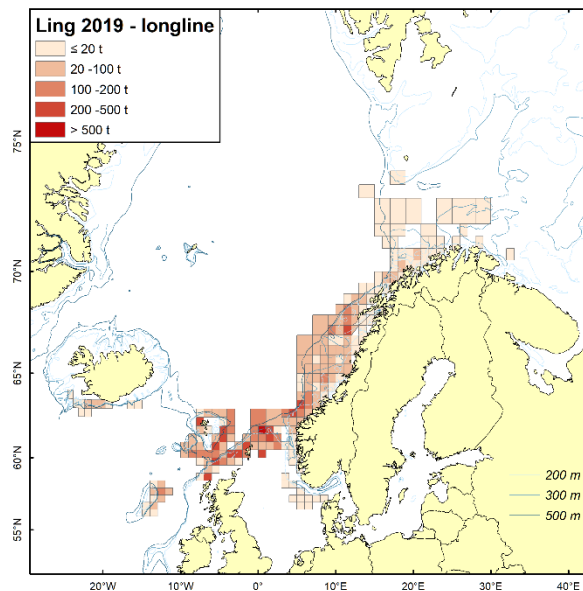 Ling 2019 - longline
≤ 20 t
20 -100 t
100 -200 t
200 -500 t
> 500 t
75°N
70°N
65°N
60°N
55°N
200 m
300 m
500 m
20°W
10°W
0°
10°E
20°E
30°E
40°E